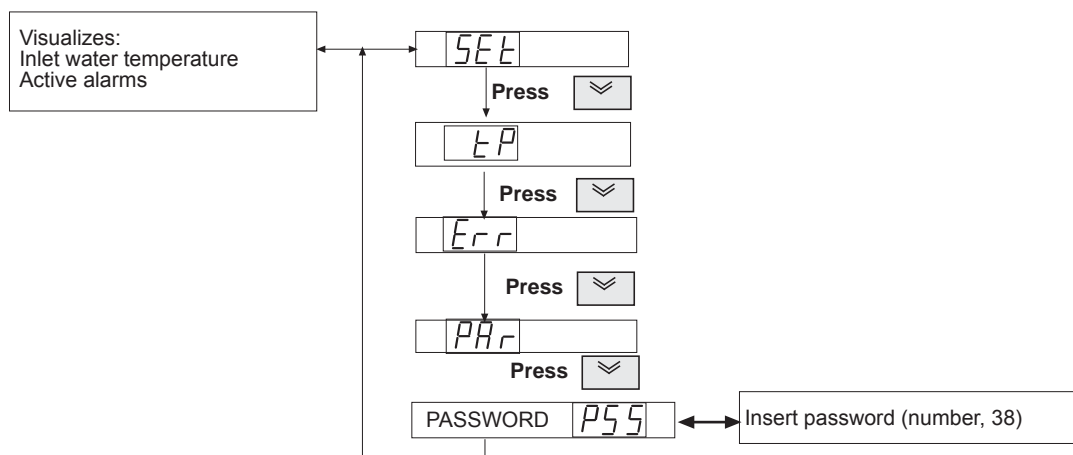 Visualizes:
Inlet water temperature
Active alarms
SEt
Press
tP
Press
Err
Press
PAr
Press
PASSWORD PSS
Insert password (number, 38)